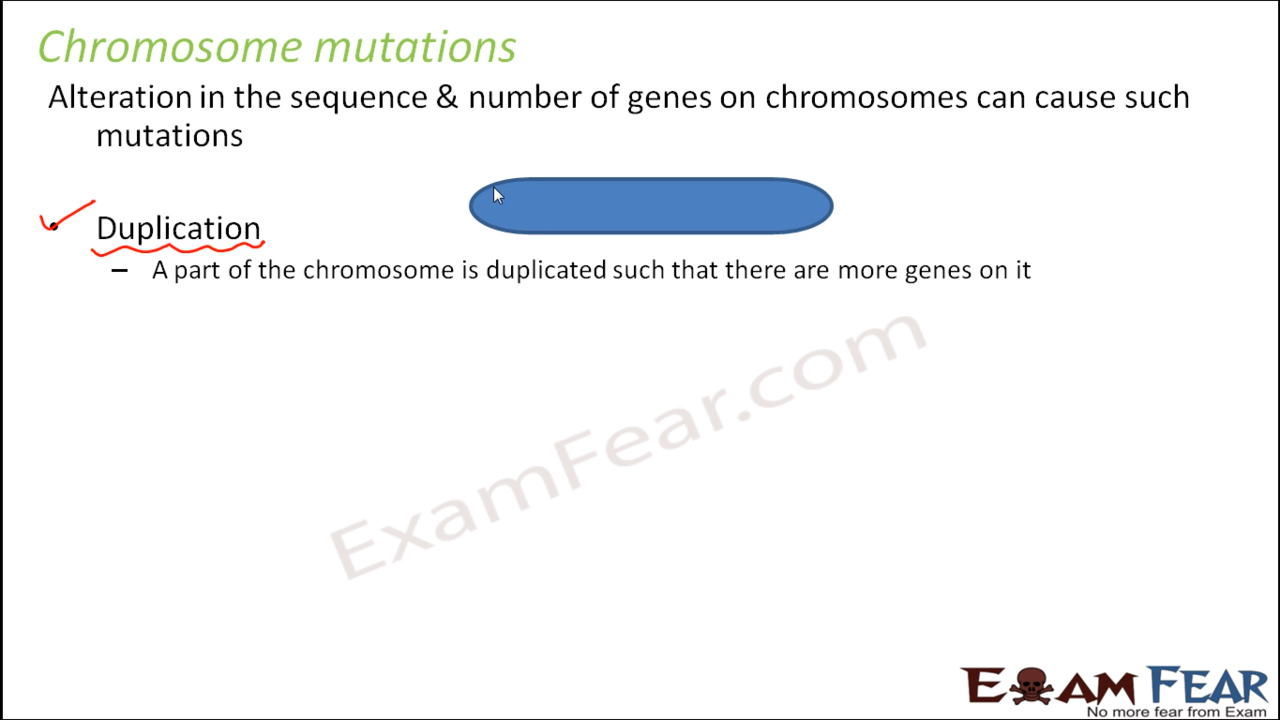 Chromosome mutations
Alteration in the sequence & number of genes on chromosomes can cause such
mutations
• Duplication
– A part of the chromosome is duplicated such that there are more genes on it
ExamFear.com
EXAM FEAR
No more fear from Exam